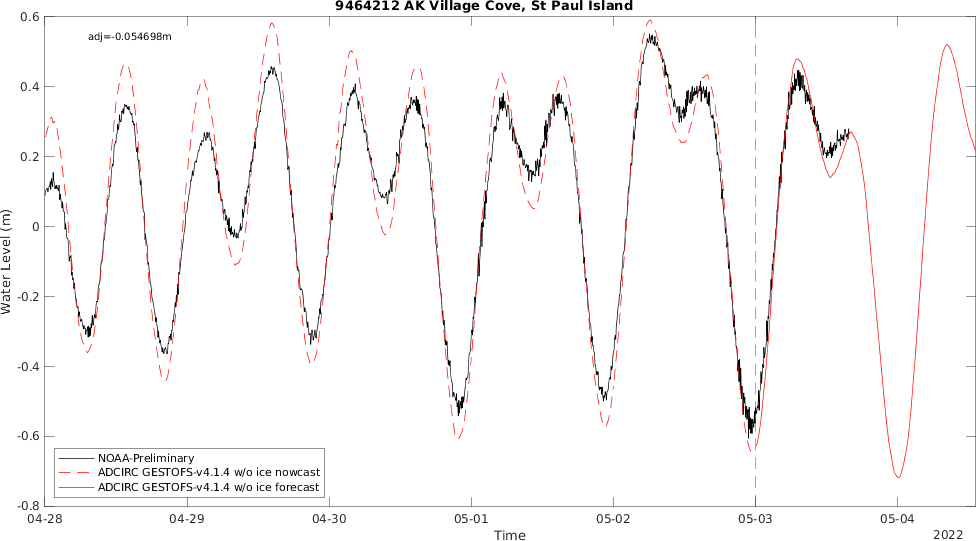 9464212 AK Village Cove, St Paul Island
adj=-0.054698m
0.6
0.4
0.2
0
-0.2
-0.4
-0.6
-0.8
Water Level (m)
NOAA-Preliminary
ADCIRC GESTOFS-v4.1.4 w/o ice nowcast
ADCIRC GESTOFS-v4.1.4 w/o ice forecast
04-28 04-29 04-30 05-01 05-02 05-03 05-04
Time
2022